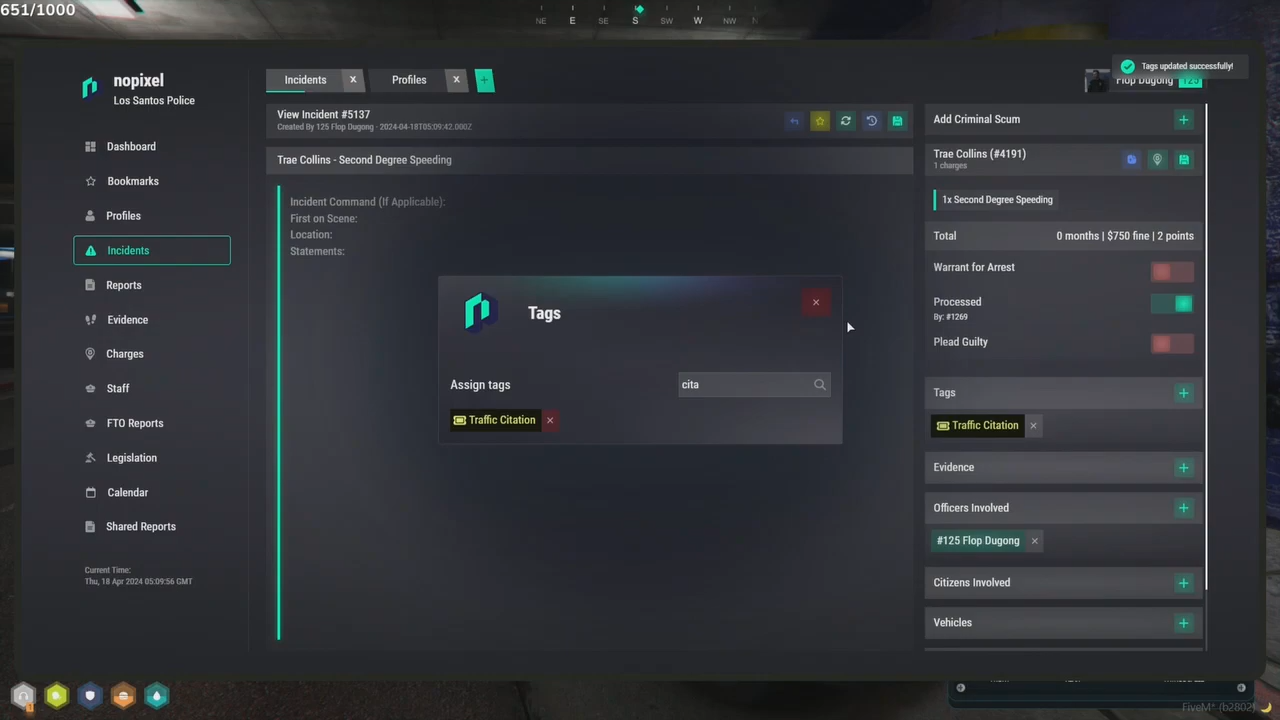 651/1000
NE E SE S SW W NW N
nopixel
Los Santos Police
Dashboard
Bookmarks
Profiles
Incidents
Reports
Evidence
Charges
Staff
FTO Reports
Legislation
Calendar
Shared Reports
Current Time:
Thu, 18 Apr 2024 05:09:56 GMT
Incidents x Profiles x +
View Incident #5137
Created By 125 Flop Dugong - 2024-04-18T05:09:42.000Z
Trae Collins - Second Degree Speeding
Incident Command (If Applicable):
First on Scene:
Location:
Statements:
Tags
x
Assign tags
cita
Traffic Citation x
Tags updated successfully!
Flop Dugong 125
Add Criminal Scum +
Trae Collins (#4191)
1 charges
1x Second Degree Speeding
Total 0 months | $750 fine | 2 points
Warrant for Arrest
Processed
By: #1269
Plead Guilty
Tags +
Traffic Citation x
Evidence +
Officers Involved +
#125 Flop Dugong x
Citizens Involved +
Vehicles +
FiveM* (b2802)